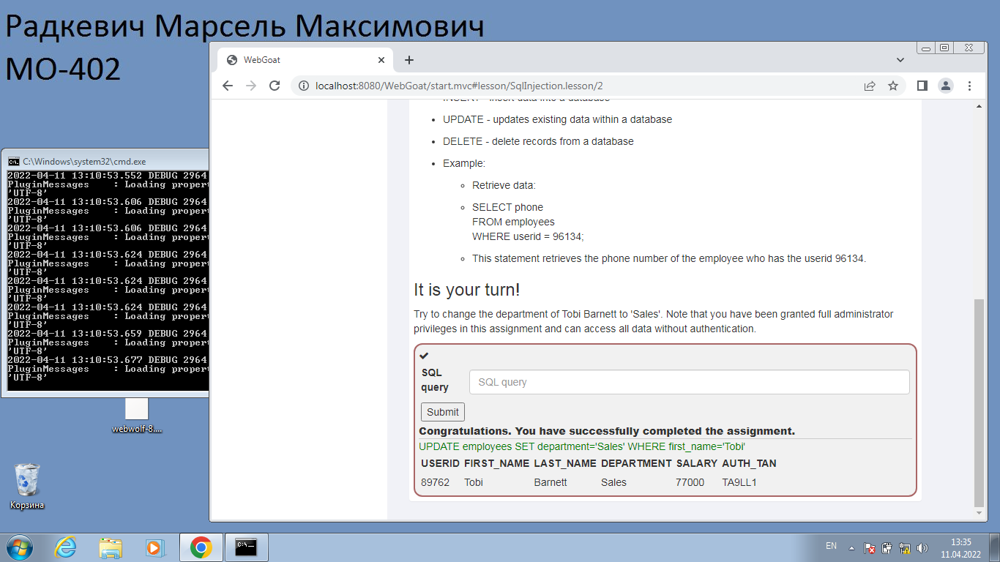 Радкевич Марсель Максимович
МО-402
WebGoat
localhost:8080/WebGoat/start.mvc#lesson/SqlInjection.lesson/2
INSERT - insert data into a database
UPDATE - updates existing data within a database
DELETE - delete records from a database
Example:
Retrieve data:
SELECT phone
FROM employees
WHERE userid = 96134;
This statement retrieves the phone number of the employee who has the userid 96134.
It is your turn!
Try to change the department of Tobi Barnett to 'Sales'. Note that you have been granted full administrator
privileges in this assignment and can access all data without authentication.
SQL
query
SQL query
Submit
Congratulations. You have successfully completed the assignment.
UPDATE employees SET department='Sales' WHERE first_name='Tobi'
USERID FIRST_NAME LAST_NAME DEPARTMENT SALARY AUTH_TAN
89762 Tobi Barnett Sales 77000 TA9LL1
C:\Windows\system32\cmd.exe
2022-04-11 13:10:53.552 DEBUG 2964
PluginMessages : Loading propert
'UTF-8'
2022-04-11 13:10:53.606 DEBUG 2964
PluginMessages : Loading propert
'UTF-8'
2022-04-11 13:10:53.606 DEBUG 2964
PluginMessages : Loading propert
'UTF-8'
2022-04-11 13:10:53.624 DEBUG 2964
PluginMessages : Loading propert
'UTF-8'
2022-04-11 13:10:53.624 DEBUG 2964
PluginMessages : Loading propert
'UTF-8'
2022-04-11 13:10:53.624 DEBUG 2964
PluginMessages : Loading propert
'UTF-8'
2022-04-11 13:10:53.659 DEBUG 2964
PluginMessages : Loading propert
'UTF-8'
2022-04-11 13:10:53.677 DEBUG 2964
PluginMessages : Loading propert
'UTF-8'
webwolf-8....
Корзина
EN
13:35
11.04.2022